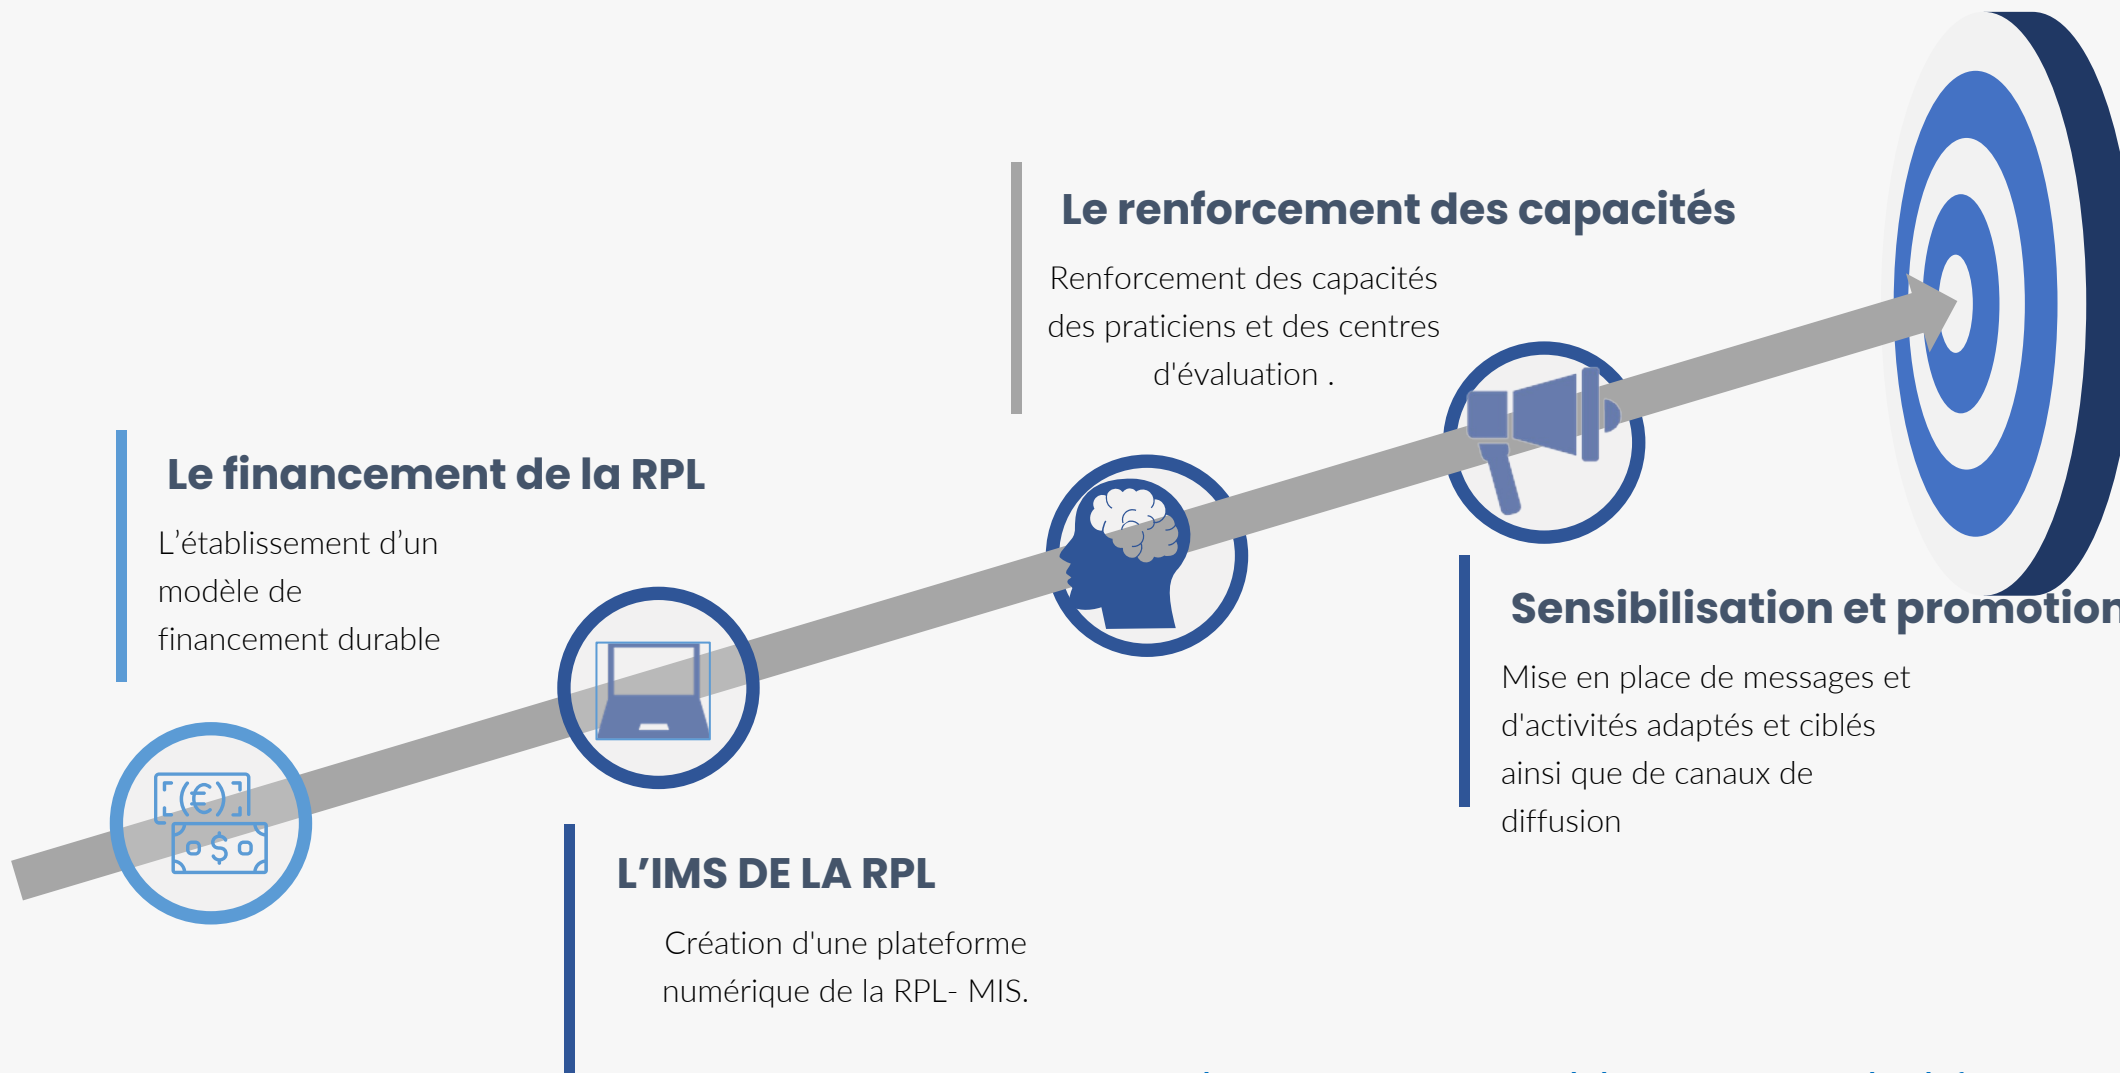 Le renforcement des capacités
Renforcement des capacités
des praticiens et des centres
d'évaluation .
Le financement de la RPL
L’établissement d’un
modèle de
financement durable
(€)
$
Sensibilisation et promotion
Mise en place de messages et
d'activités adaptés et ciblés
ainsi que de canaux de
diffusion
L’IMS DE LA RPL
Création d'une plateforme
numérique de la RPL- MIS.